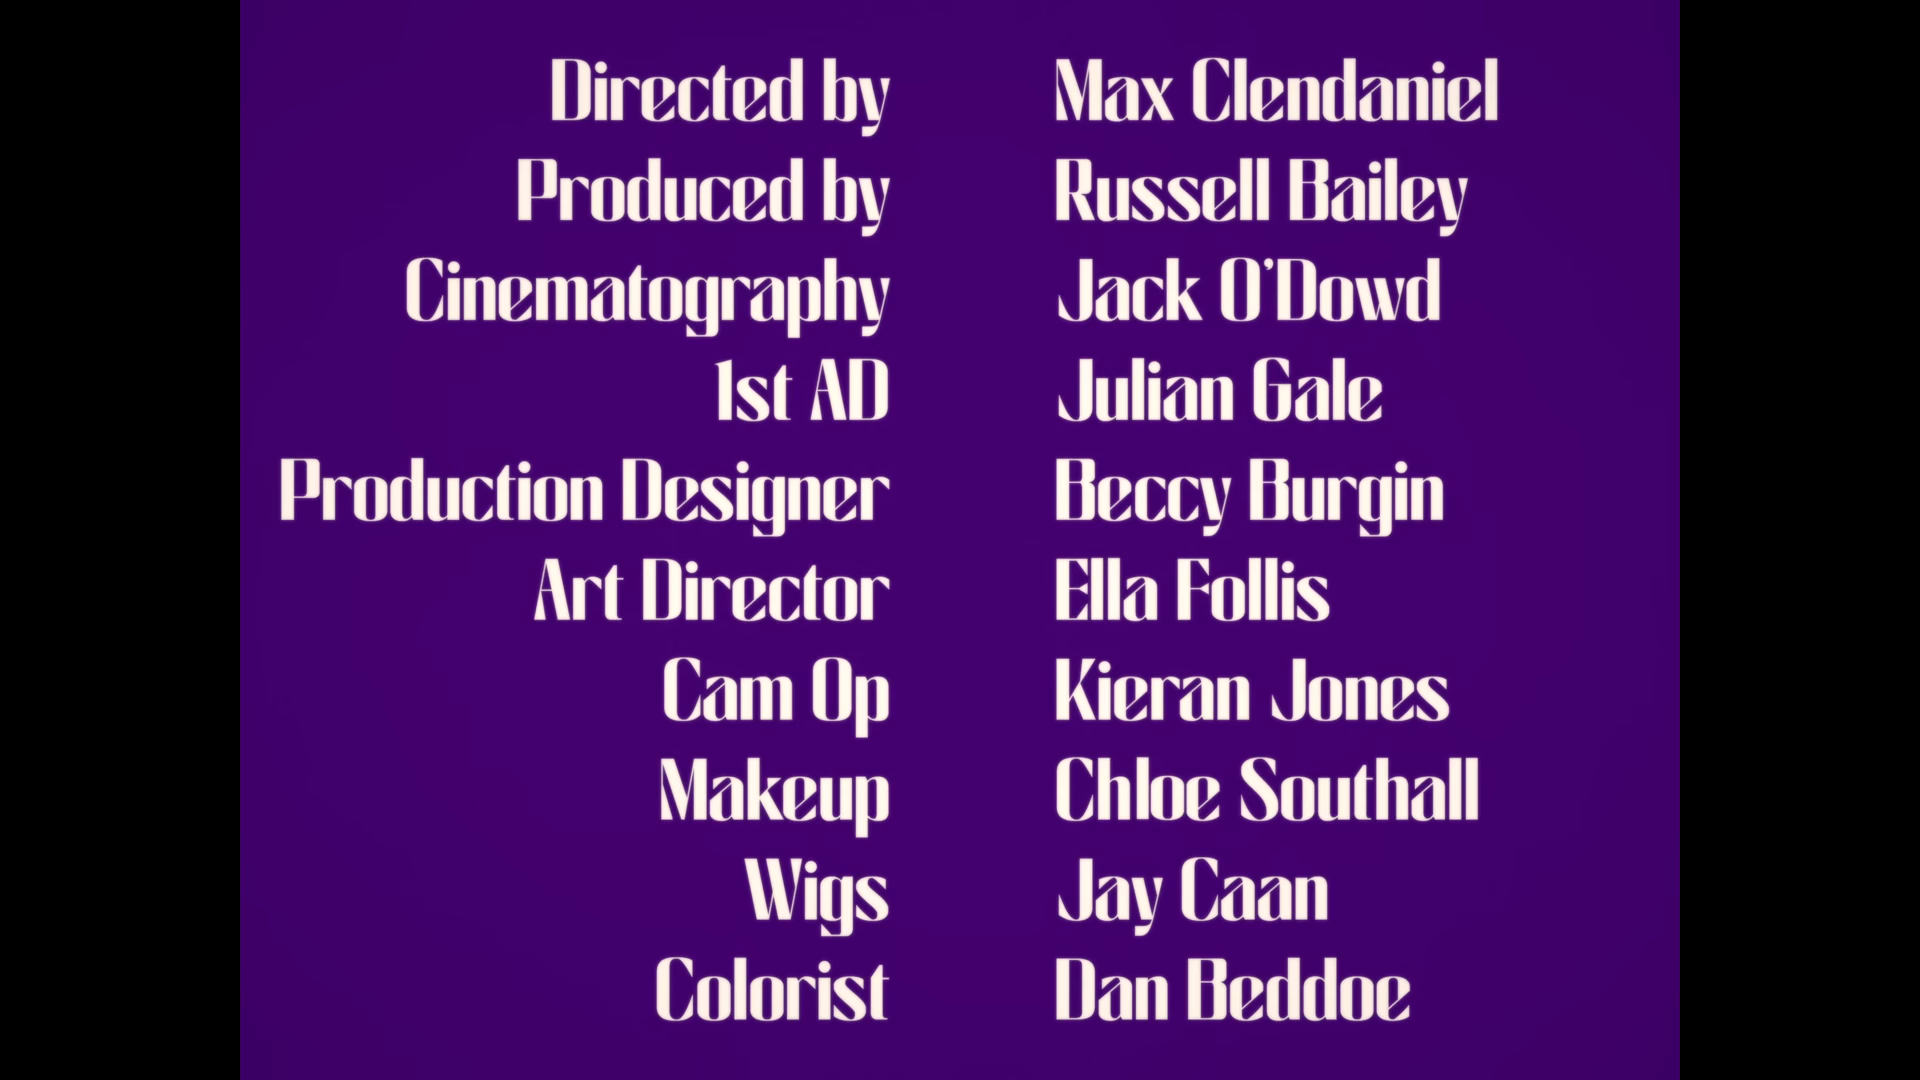 Directed by Max Clendaniel
Produced by Russell Bailey
Cinematography Jack O'Dowd
1st AD Julian Gale
Production Designer Beccy Burgin
Art Director Ella Follis
Cam Op Kieran Jones
Makeup Chloe Southall
Wigs Jay Caan
Colorist Dan Beddoe